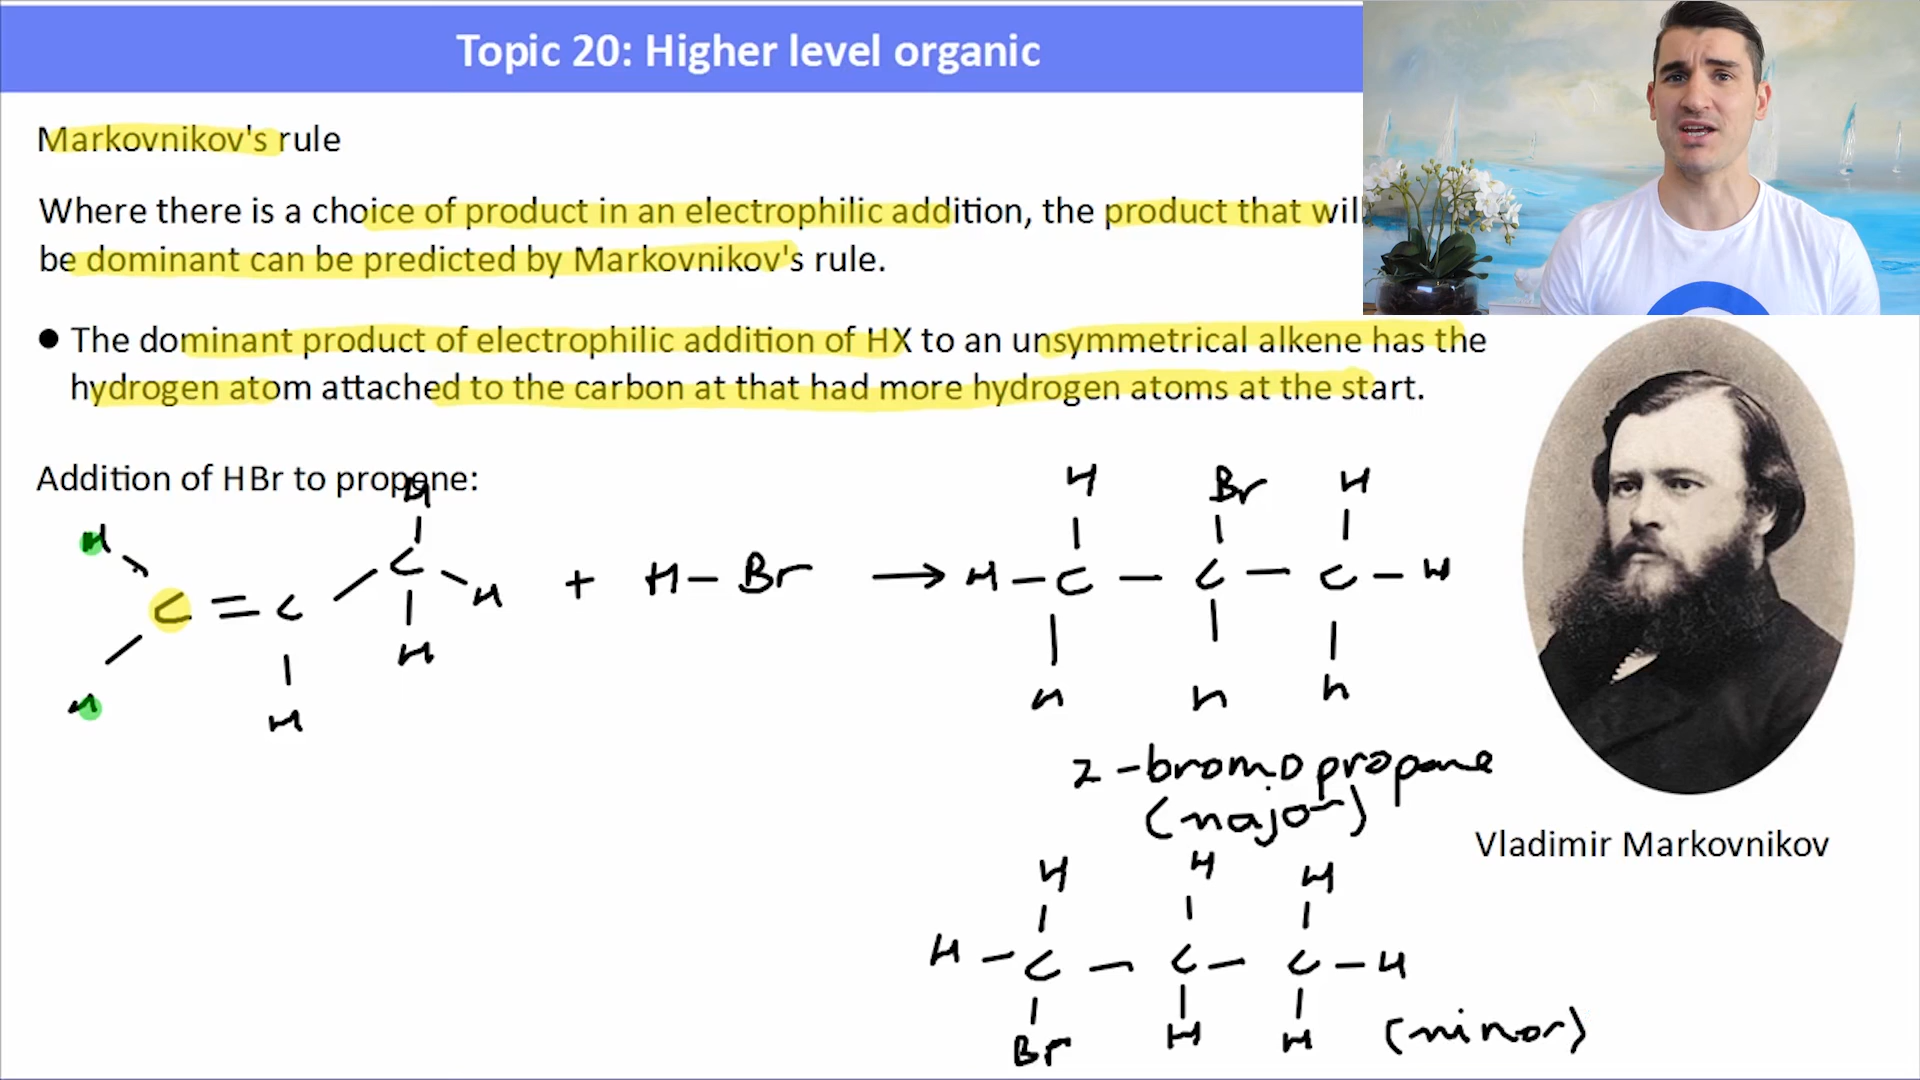 Topic 20: Higher level organic
Markovnikov's rule
Where there is a choice of product in an electrophilic addition, the product that will
be dominant can be predicted by Markovnikov's rule.
● The dominant product of electrophilic addition of HX to an unsymmetrical alkene has the
hydrogen atom attached to the carbon at that had more hydrogen atoms at the start.
Addition of HBr to propene:
H
H C
C = C H + H – Br → H – C – C – C – H
H
H H
H Br H
H H H
2-bromopropane
(major)
Vladimir Markovnikov
H H H
H – C – C – C – H
Br H H (minor)